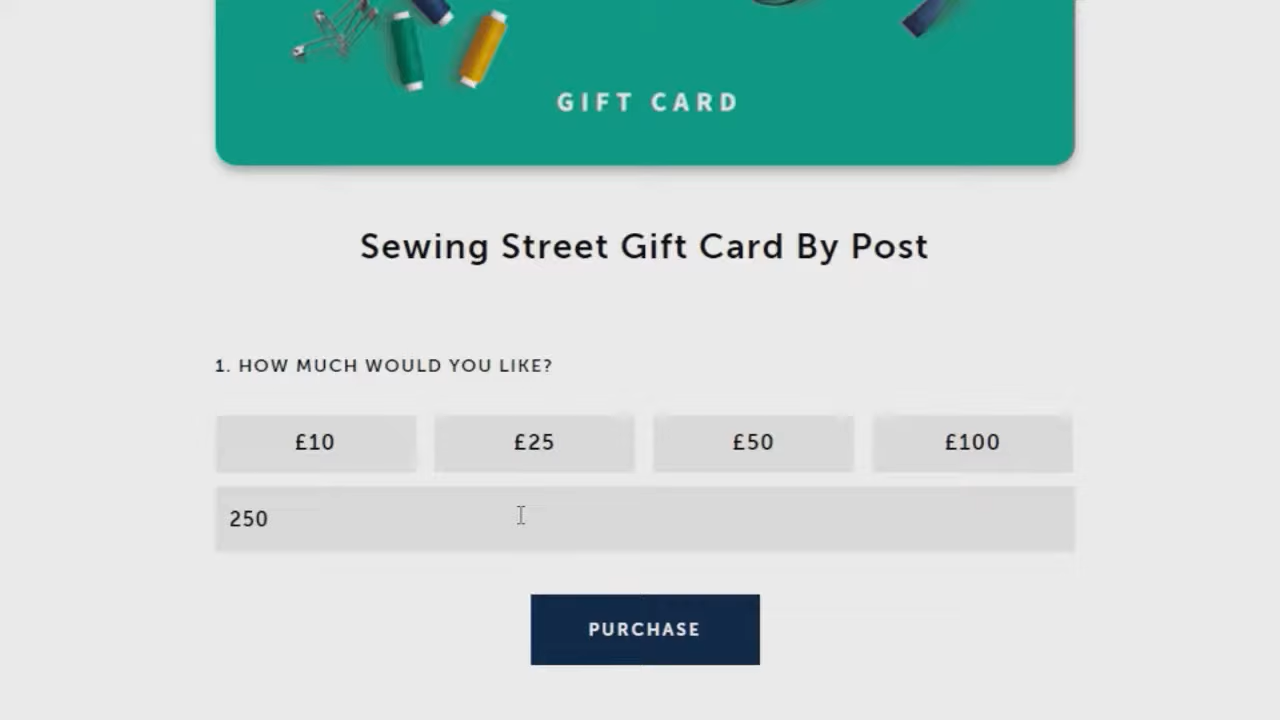 GIFT CARD
Sewing Street Gift Card By Post
1. HOW MUCH WOULD YOU LIKE?
£10 £25 £50 £100
250
PURCHASE